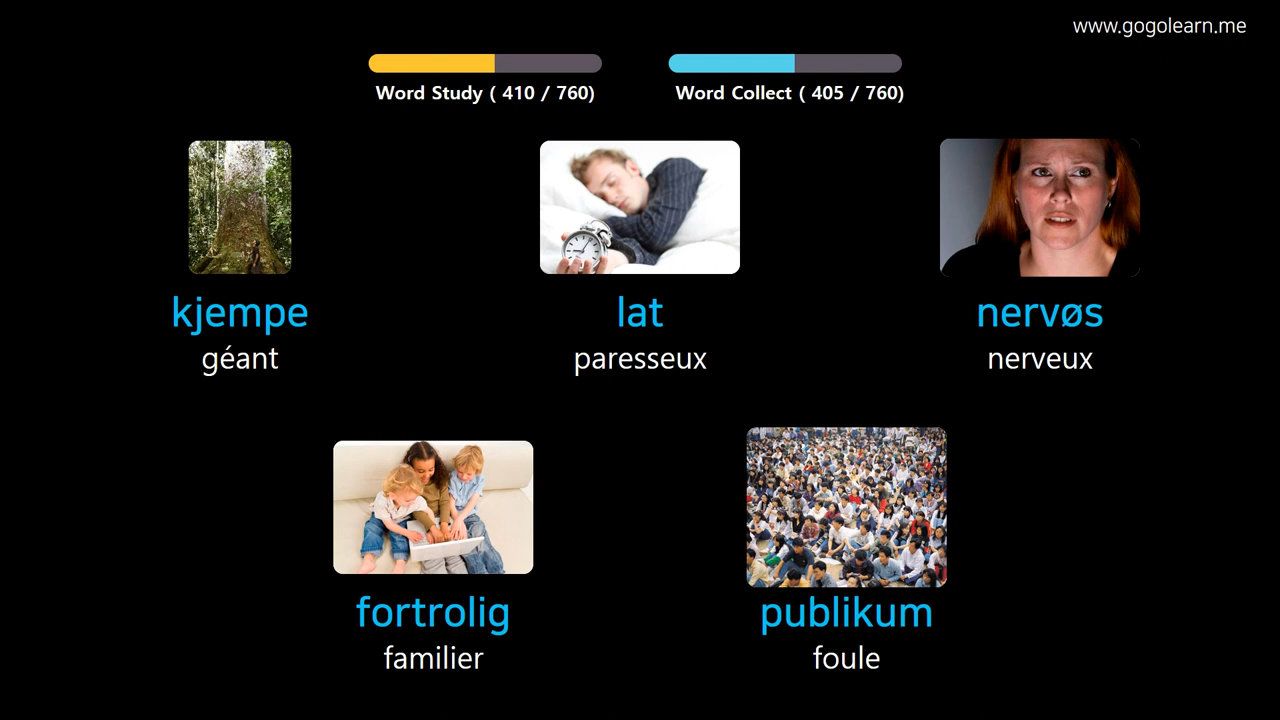 www.gogolearn.me
Word Study ( 410 / 760)
Word Collect ( 405 / 760)
kjempe
géant
lat
paresseux
nervøs
nerveux
fortrolig
familier
publikum
foule